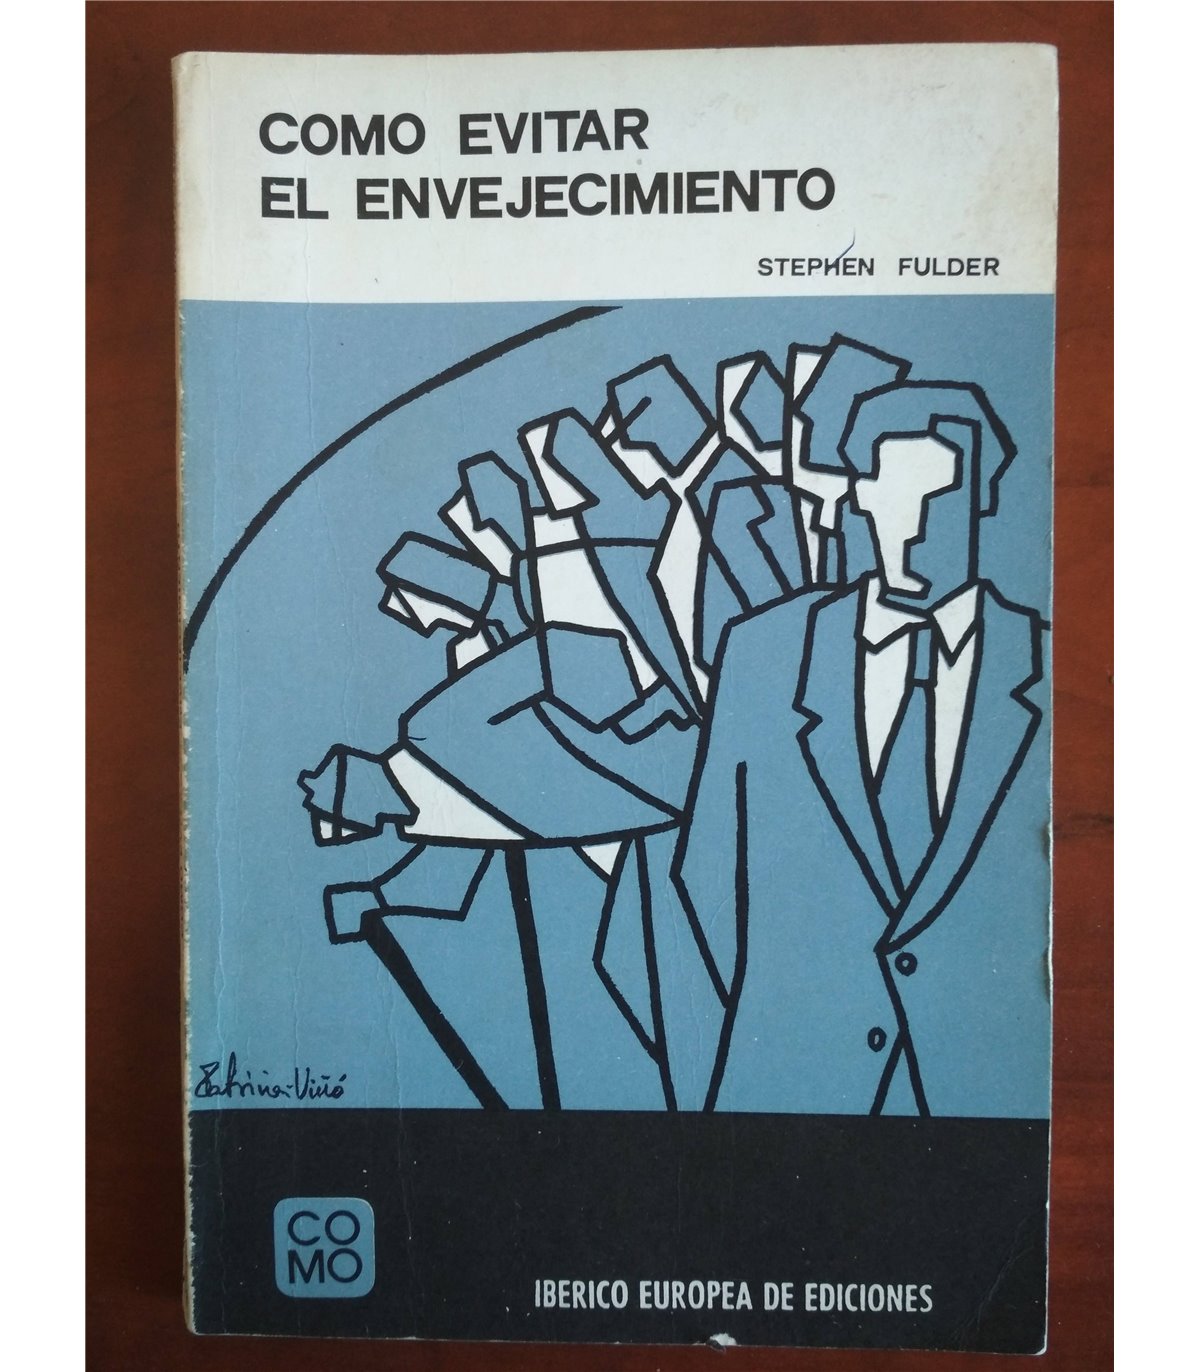 COMO EVITAR
EL ENVEJECIMIENTO
STEPHEN FULDER
CO
MO
IBERICO EUROPEA DE EDICIONES